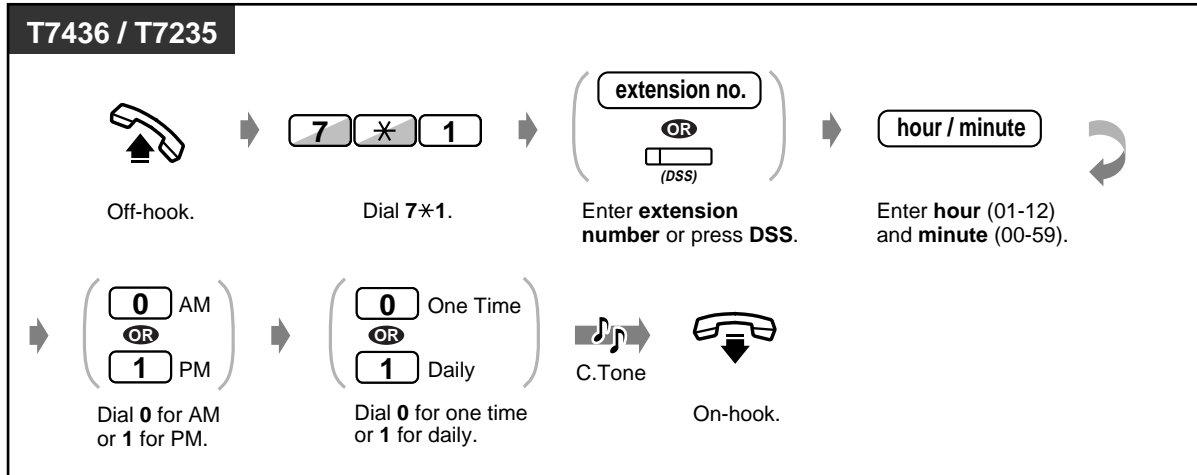 T7436 / T7235
7 ✳ 1
extension no.
OR
(DSS)
hour / minute
Off-hook.
Dial 7✳1.
Enter extension
number or press DSS.
Enter hour (01-12)
and minute (00-59).
0 AM
OR
1 PM
0 One Time
OR
1 Daily
C.Tone
Dial 0 for AM
or 1 for PM.
Dial 0 for one time
or 1 for daily.
On-hook.